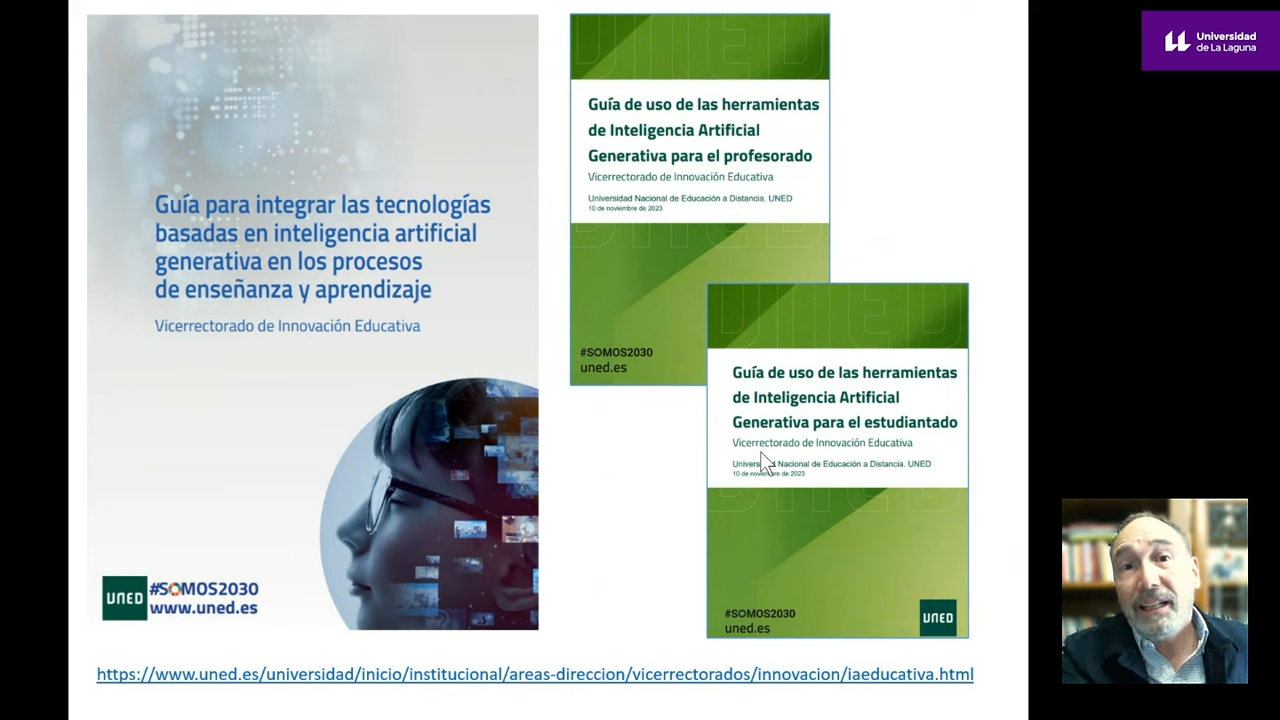 Guía para integrar las tecnologías
basadas en inteligencia artificial
generativa en los procesos
de enseñanza y aprendizaje
Vicerrectorado de Innovación Educativa
UNED
#SOMOS2030
www.uned.es
UNED
Guía de uso de las herramientas
de Inteligencia Artificial
Generativa para el profesorado
Vicerrectorado de Innovación Educativa
Universidad Nacional de Educación a Distancia. UNED
10 de noviembre de 2023
#SOMOS2030
uned.es
UNED
Guía de uso de las herramientas
de Inteligencia Artificial
Generativa para el estudiantado
Vicerrectorado de Innovación Educativa
Universidad Nacional de Educación a Distancia. UNED
10 de noviembre de 2023
#SOMOS2030
uned.es
UNED
https://www.uned.es/universidad/inicio/institucional/areas-direccion/vicerrectorados/innovacion/iaeducativa.html
Universidad
de La Laguna